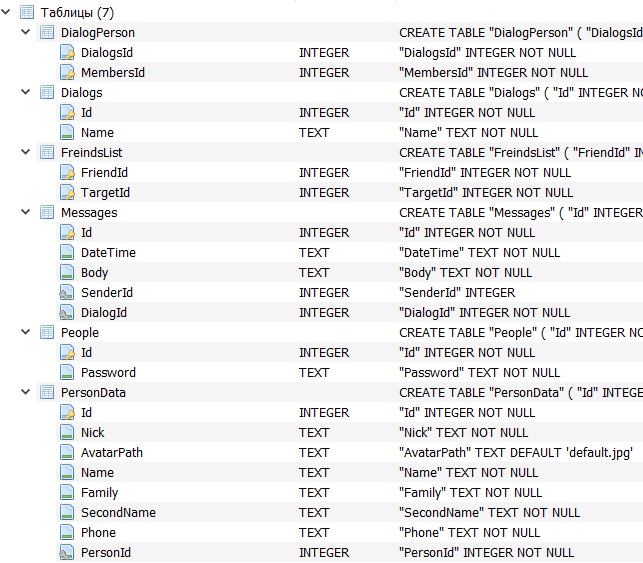 Таблицы (7)
DialogPerson CREATE TABLE "DialogPerson" ( "DialogsId
DialogsId INTEGER "DialogsId" INTEGER NOT NULL
MembersId INTEGER "MembersId" INTEGER NOT NULL
Dialogs CREATE TABLE "Dialogs" ( "Id" INTEGER NO
Id INTEGER "Id" INTEGER NOT NULL
Name TEXT "Name" TEXT NOT NULL
FreindsList CREATE TABLE "FreindsList" ( "FriendId" IN
FriendId INTEGER "FriendId" INTEGER NOT NULL
TargetId INTEGER "TargetId" INTEGER NOT NULL
Messages CREATE TABLE "Messages" ( "Id" INTEGER
Id INTEGER "Id" INTEGER NOT NULL
DateTime TEXT "DateTime" TEXT NOT NULL
Body TEXT "Body" TEXT NOT NULL
SenderId INTEGER "SenderId" INTEGER
DialogId INTEGER "DialogId" INTEGER NOT NULL
People CREATE TABLE "People" ( "Id" INTEGER NO
Id INTEGER "Id" INTEGER NOT NULL
Password TEXT "Password" TEXT NOT NULL
PersonData CREATE TABLE "PersonData" ( "Id" INTEGE
Id INTEGER "Id" INTEGER NOT NULL
Nick TEXT "Nick" TEXT NOT NULL
AvatarPath TEXT "AvatarPath" TEXT DEFAULT 'default.jpg'
Name TEXT "Name" TEXT NOT NULL
Family TEXT "Family" TEXT NOT NULL
SecondName TEXT "SecondName" TEXT NOT NULL
Phone TEXT "Phone" TEXT NOT NULL
PersonId INTEGER "PersonId" INTEGER NOT NULL